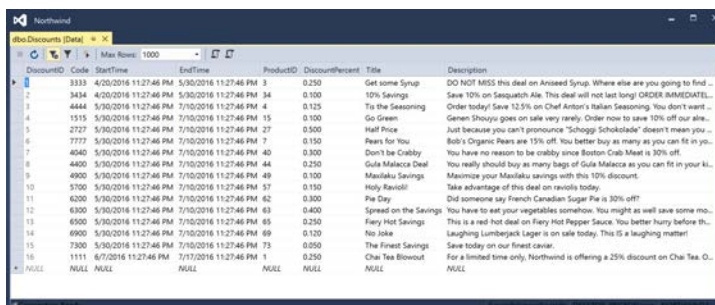 Northwind
dbo.Discounts [Data]
Max Rows: 1000
DiscountID Code StartTime EndTime ProductID DiscountPercent Title Description
1 3333 4/20/2016 11:27:46 PM 5/30/2016 11:27:46 PM 3 0.250 Get some Syrup DO NOT MISS this deal on Aniseed Syrup. Where else are you going to find ...
2 3434 4/20/2016 11:27:46 PM 5/30/2016 11:27:46 PM 34 0.100 10% Savings Save 10% on Sasquatch Ale. This deal will not last long! ORDER IMMEDIATEL...
3 4444 5/30/2016 11:27:46 PM 7/10/2016 11:27:46 PM 4 0.125 Tis the Seasoning Order today! Save 12.5% on Chef Anton's Italian Seasoning. You don't want ...
4 1515 5/30/2016 11:27:46 PM 7/10/2016 11:27:46 PM 15 0.100 Go Green Genen Shouyu goes on sale very rarely. Order now to save 10% off our alre...
5 2727 5/30/2016 11:27:46 PM 7/10/2016 11:27:46 PM 27 0.500 Half Price Just because you can't pronounce "Schoggi Schokolade" doesn't mean you ...
6 7777 5/30/2016 11:27:46 PM 7/10/2016 11:27:46 PM 7 0.150 Pears for You Bob's Organic Pears are 15% off. You better buy as many as you can fit in yo...
7 4040 5/30/2016 11:27:46 PM 7/10/2016 11:27:46 PM 40 0.300 Don't be Crabby You have no reason to be crabby since Boston Crab Meat is 30% off.
8 4400 5/30/2016 11:27:46 PM 7/10/2016 11:27:46 PM 44 0.250 Gula Malacca Deal You really should buy as many bags of Gula Malacca as you can fit in your ki...
9 4900 5/30/2016 11:27:46 PM 7/10/2016 11:27:46 PM 49 0.100 Maxilaku Savings Maximize your Maxilaku savings with this 10% discount.
10 5700 5/30/2016 11:27:46 PM 7/10/2016 11:27:46 PM 57 0.150 Holy Ravioli! Take advantage of this deal on raviolis today.
11 6200 5/30/2016 11:27:46 PM 7/10/2016 11:27:46 PM 62 0.300 Pie Day Did someone say French Canadian Sugar Pie is 30% off?
12 6300 5/30/2016 11:27:46 PM 7/10/2016 11:27:46 PM 63 0.400 Spread on the Savings You have to eat your vegetables somehow. You might as well save some mo...
13 6500 5/30/2016 11:27:46 PM 7/10/2016 11:27:46 PM 65 0.250 Fiery Hot Savings This is a red-hot deal on Fiery Hot Pepper Sauce. You better hurry before th...
14 6900 5/30/2016 11:27:46 PM 7/10/2016 11:27:46 PM 69 0.120 No Joke Laughing Lumberjack Lager is on sale today. This IS a laughing matter!
15 7300 5/30/2016 11:27:46 PM 7/10/2016 11:27:46 PM 73 0.050 The Finest Savings Save today on our finest caviar.
16 1111 6/7/2016 11:27:46 PM 7/17/2016 11:27:46 PM 1 0.250 Chai Tea Blowout For a limited time only, Northwind is offering a 25% discount on Chai Tea. O...
NULL NULL NULL NULL NULL NULL NULL NULL